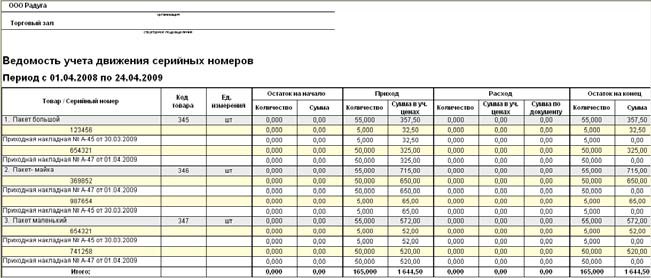 ООО Радуга
организация
Торговый зал
структурное подразделение
Ведомость учета движения серийных номеров
Период с 01.04.2008 по 24.04.2009
Товар / Серийный номер Код товара Ед. измерения Остаток на начало Приход Расход Остаток на конец
Количество Сумма Количество Сумма в уч. ценах Количество Сумма в уч. ценах Сумма по документу Количество Сумма
1. Пакет большой 345 шт 0,000 0,00 55,000 357,50 0,000 0,00 0,00 55,000 357,50
123456 0,000 0,00 5,000 32,50 0,000 0,00 0,00 5,000 32,50
Приходная накладная № А-45 от 30.03.2009 0,000 0,00 5,000 32,50 0,000 0,00 0,00 5,000 0,00
654321 0,000 0,00 50,000 325,00 0,000 0,00 0,00 50,000 325,00
Приходная накладная № А-47 от 01.04.2009 0,000 0,00 50,000 325,00 0,000 0,00 0,00 50,000 0,00
2. Пакет- майка 346 шт 0,000 0,00 55,000 715,00 0,000 0,00 0,00 55,000 715,00
369852 0,000 0,00 50,000 650,00 0,000 0,00 0,00 50,000 650,00
Приходная накладная № А-47 от 01.04.2009 0,000 0,00 50,000 650,00 0,000 0,00 0,00 50,000 0,00
987654 0,000 0,00 5,000 65,00 0,000 0,00 0,00 5,000 65,00
Приходная накладная № А-45 от 30.03.2009 0,000 0,00 5,000 65,00 0,000 0,00 0,00 5,000 0,00
3. Пакет маленький 347 шт 0,000 0,00 55,000 572,00 0,000 0,00 0,00 55,000 572,00
654321 0,000 0,00 5,000 52,00 0,000 0,00 0,00 5,000 52,00
Приходная накладная № А-45 от 30.03.2009 0,000 0,00 5,000 52,00 0,000 0,00 0,00 5,000 0,00
741258 0,000 0,00 50,000 520,00 0,000 0,00 0,00 50,000 520,00
Приходная накладная № А-47 от 01.04.2009 0,000 0,00 50,000 520,00 0,000 0,00 0,00 50,000 0,00
Итого: 0,000 0,00 165,000 1 644,50 0,000 0,00 0,00 165,000 1 644,50